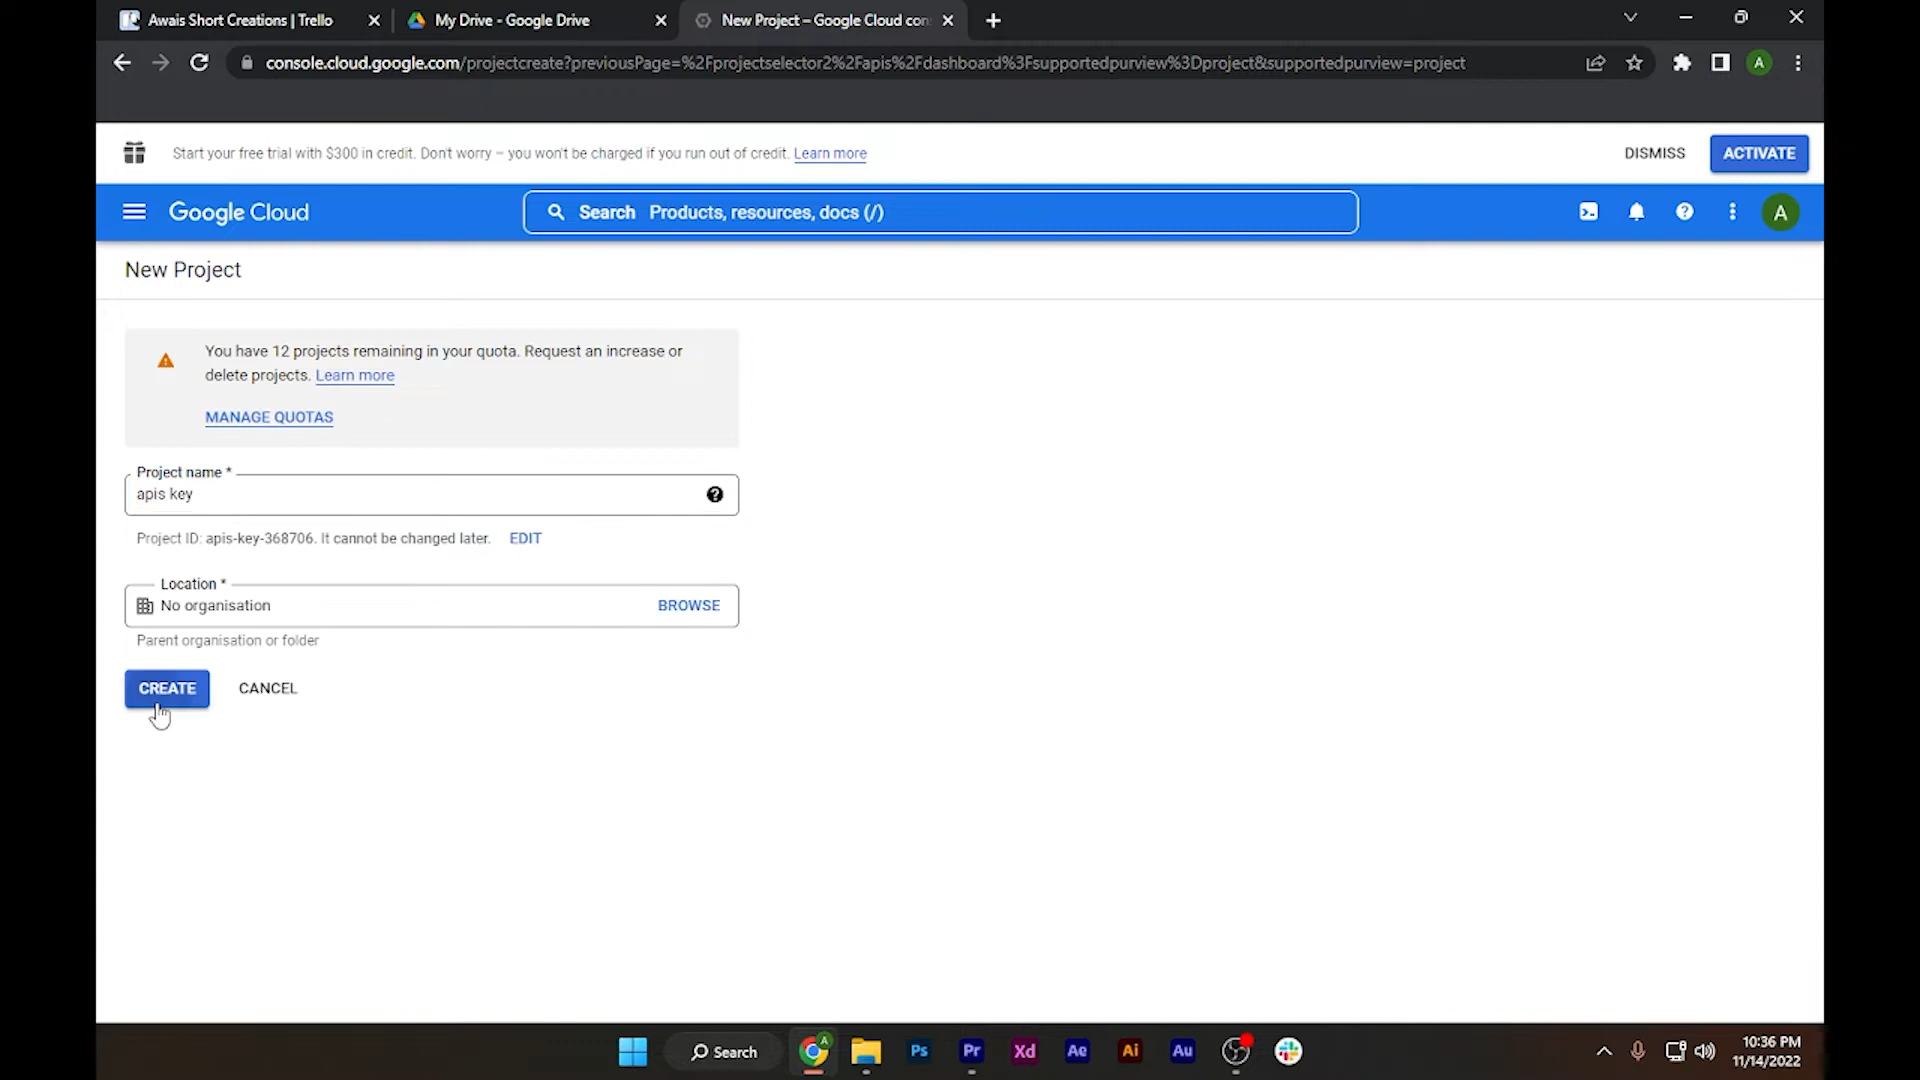 Awais Short Creations | Trello
My Drive - Google Drive
New Project – Google Cloud con
console.cloud.google.com/projectcreate?previousPage=%2Fprojectselector2%2Fapis%2Fdashboard%3Fsupportedpurview%3Dproject&supportedpurview=project
A
Start your free trial with $300 in credit. Don't worry – you won't be charged if you run out of credit. Learn more
DISMISS
ACTIVATE
Google Cloud
Search Products, resources, docs (/)
A
New Project
You have 12 projects remaining in your quota. Request an increase or
delete projects. Learn more
MANAGE QUOTAS
Project name *
apis key
Project ID: apis-key-368706. It cannot be changed later. EDIT
Location *
No organisation
BROWSE
Parent organisation or folder
CREATE
CANCEL
Search
A
Ps
Pr
Xd
Ae
Ai
Au
10:36 PM
11/14/2022